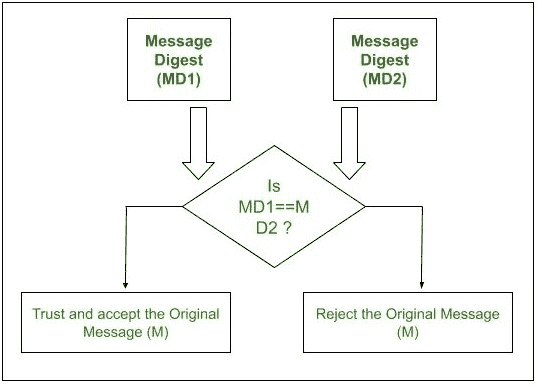 Message
Digest
(MD1)
Message
Digest
(MD2)
Is
MD1==M
D2 ?
Trust and accept the Original
Message (M)
Reject the Original Message
(M)